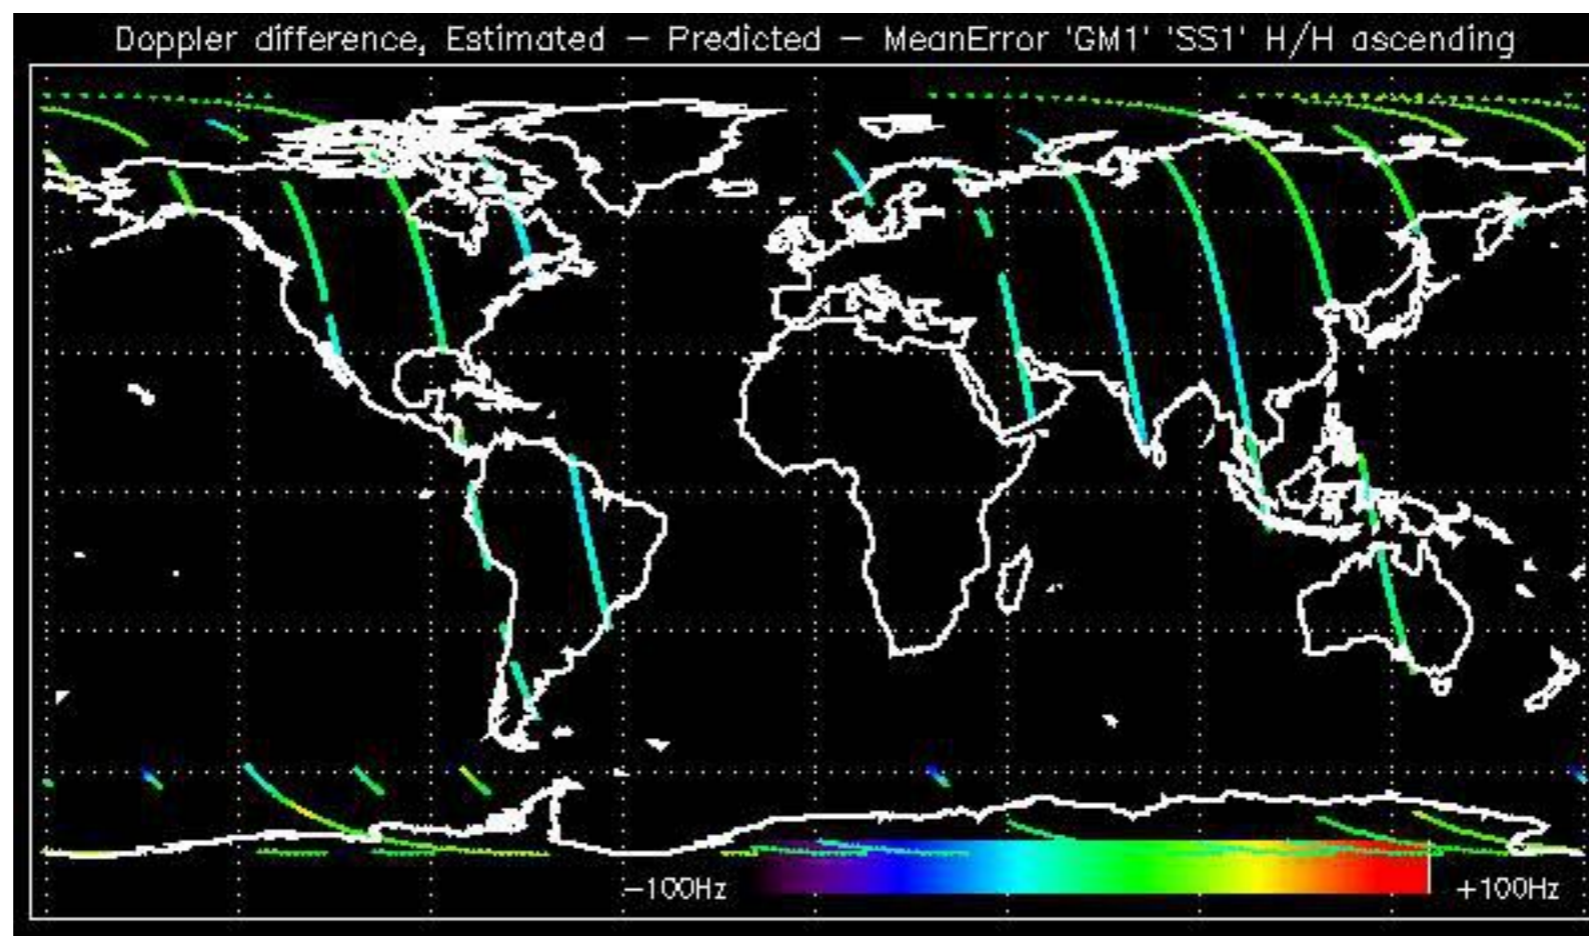 Doppler difference, Estimated – Predicted – MeanError 'GM1' 'SS1' H/H ascending
–100Hz
+100Hz